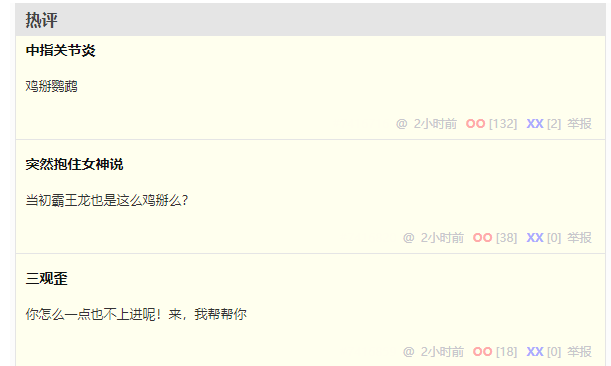 热评
中指关节炎
鸡掰鹦鹉
@ 2小时前 OO [132] XX [2] 举报
突然抱住女神说
当初霸王龙也是这么鸡掰么?
@ 2小时前 OO [38] XX [0] 举报
三观歪
你怎么一点也不上进呢！来，我帮帮你
@ 2小时前 OO [18] XX [0] 举报